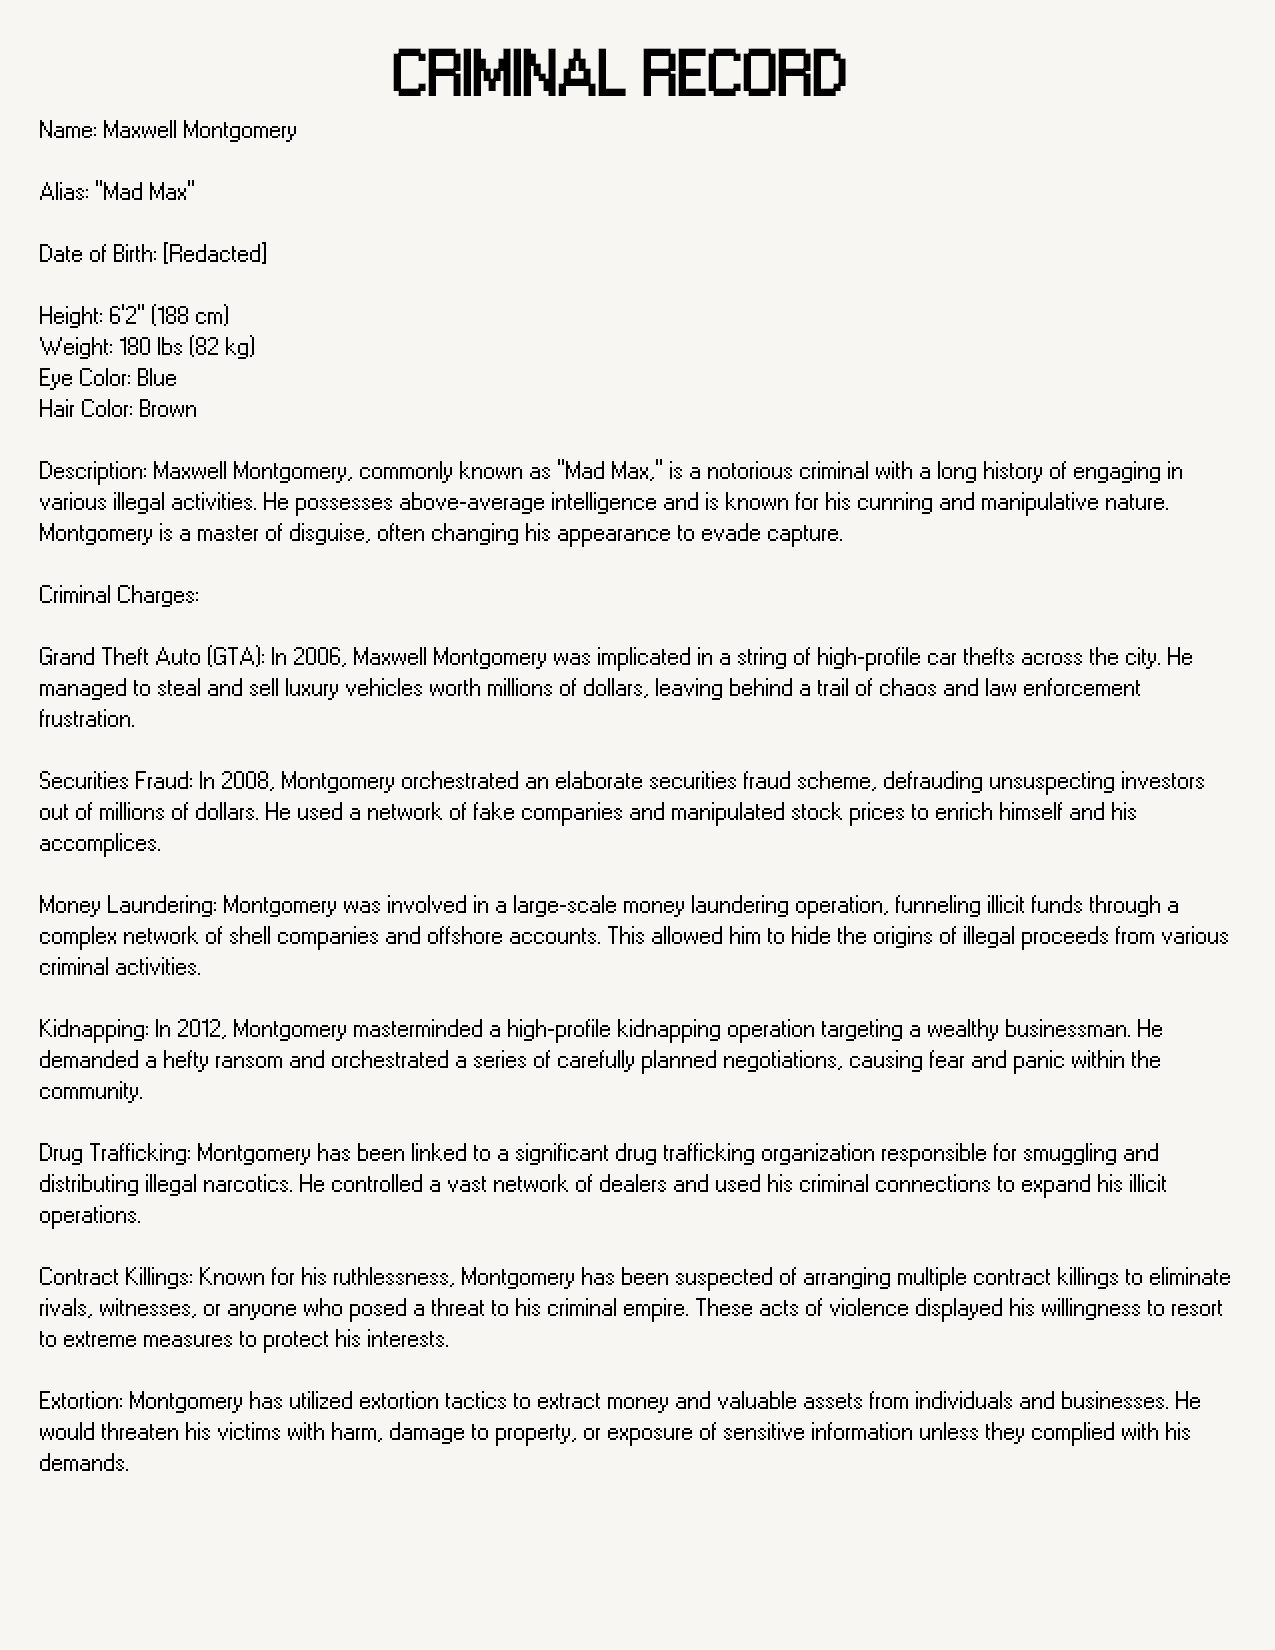 CRIMINAL RECORD
Name: Maxwell Montgomery
Alias: "Mad Max"
Date of Birth: [Redacted]
Height: 6'2" (188 cm)
Weight: 180 lbs (82 kg)
Eye Color: Blue
Hair Color: Brown
Description: Maxwell Montgomery, commonly known as "Mad Max," is a notorious criminal with a long history of engaging in
various illegal activities. He possesses above-average intelligence and is known for his cunning and manipulative nature.
Montgomery is a master of disguise, often changing his appearance to evade capture.
Criminal Charges:
Grand Theft Auto (GTA): In 2006, Maxwell Montgomery was implicated in a string of high-profile car thefts across the city. He
managed to steal and sell luxury vehicles worth millions of dollars, leaving behind a trail of chaos and law enforcement
frustration.
Securities Fraud: In 2008, Montgomery orchestrated an elaborate securities fraud scheme, defrauding unsuspecting investors
out of millions of dollars. He used a network of fake companies and manipulated stock prices to enrich himself and his
accomplices.
Money Laundering: Montgomery was involved in a large-scale money laundering operation, funneling illicit funds through a
complex network of shell companies and offshore accounts. This allowed him to hide the origins of illegal proceeds from various
criminal activities.
Kidnapping: In 2012, Montgomery masterminded a high-profile kidnapping operation targeting a wealthy businessman. He
demanded a hefty ransom and orchestrated a series of carefully planned negotiations, causing fear and panic within the
community.
Drug Trafficking: Montgomery has been linked to a significant drug trafficking organization responsible for smuggling and
distributing illegal narcotics. He controlled a vast network of dealers and used his criminal connections to expand his illicit
operations.
Contract Killings: Known for his ruthlessness, Montgomery has been suspected of arranging multiple contract killings to eliminate
rivals, witnesses, or anyone who posed a threat to his criminal empire. These acts of violence displayed his willingness to resort
to extreme measures to protect his interests.
Extortion: Montgomery has utilized extortion tactics to extract money and valuable assets from individuals and businesses. He
would threaten his victims with harm, damage to property, or exposure of sensitive information unless they complied with his
demands.